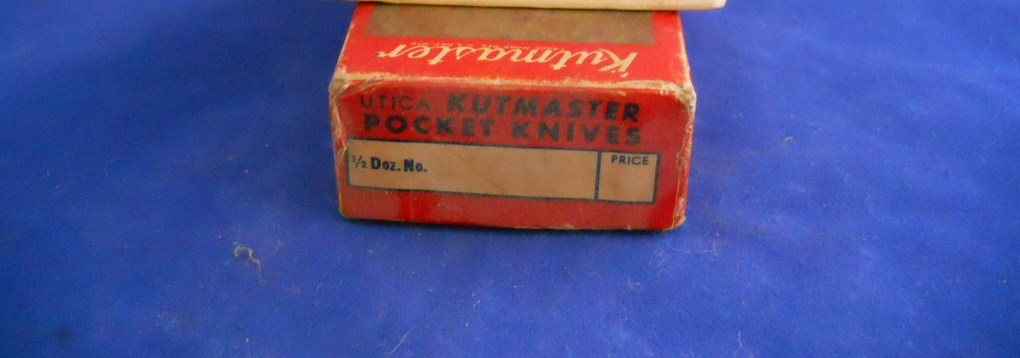 Kutmaster
UTICA KUTMASTER
POCKET KNIVES
½ Doz. No.
PRICE